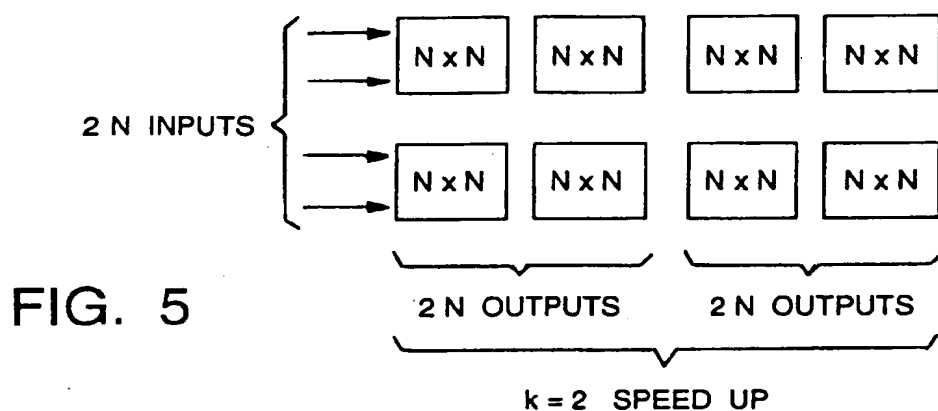 N x N N x N N x N N x N
2 N INPUTS
N x N N x N N x N N x N
FIG. 5
2 N OUTPUTS 2 N OUTPUTS
k = 2 SPEED UP